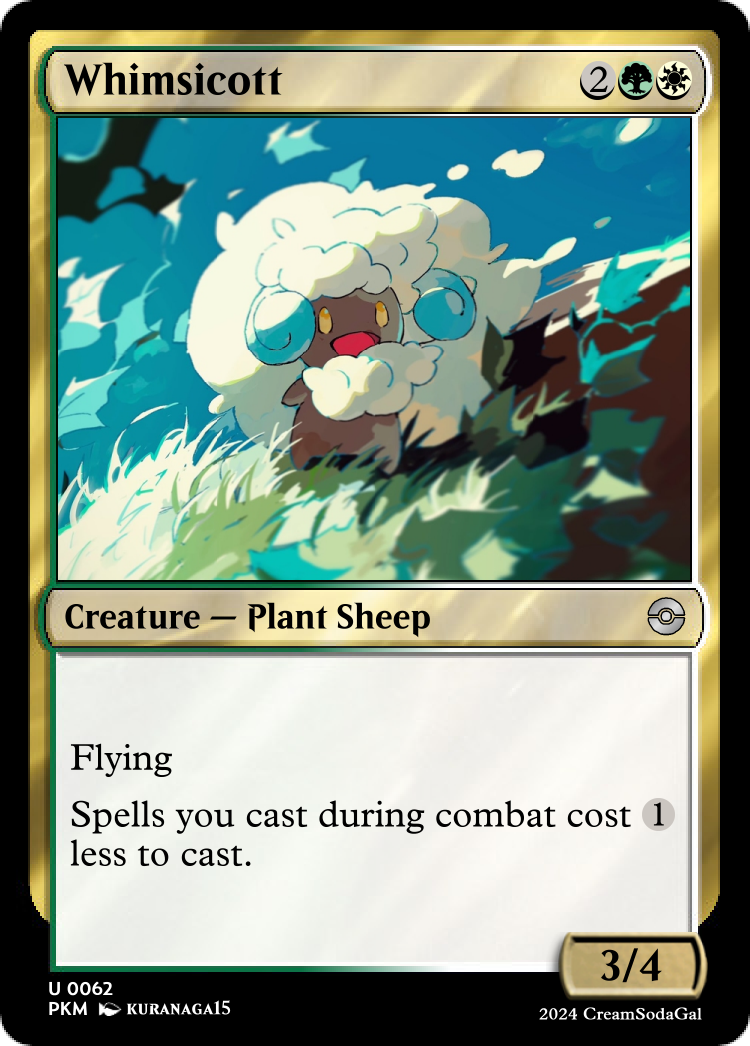 Whimsicott 2
Creature — Plant Sheep
Flying
Spells you cast during combat cost 1
less to cast.
3/4
U 0062
PKM KURANAGA15
2024 CreamSodaGal